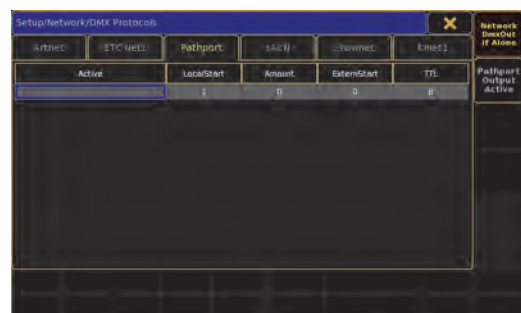 Setup/Network/DMX Protocols
Network
DmxOut
if Alone
Artnet ETC Net2 Pathport sACN Shownet Kinet1
Pathport
Output
Active
Active LocalStart Amount ExternStart TTL
1 0 0 8